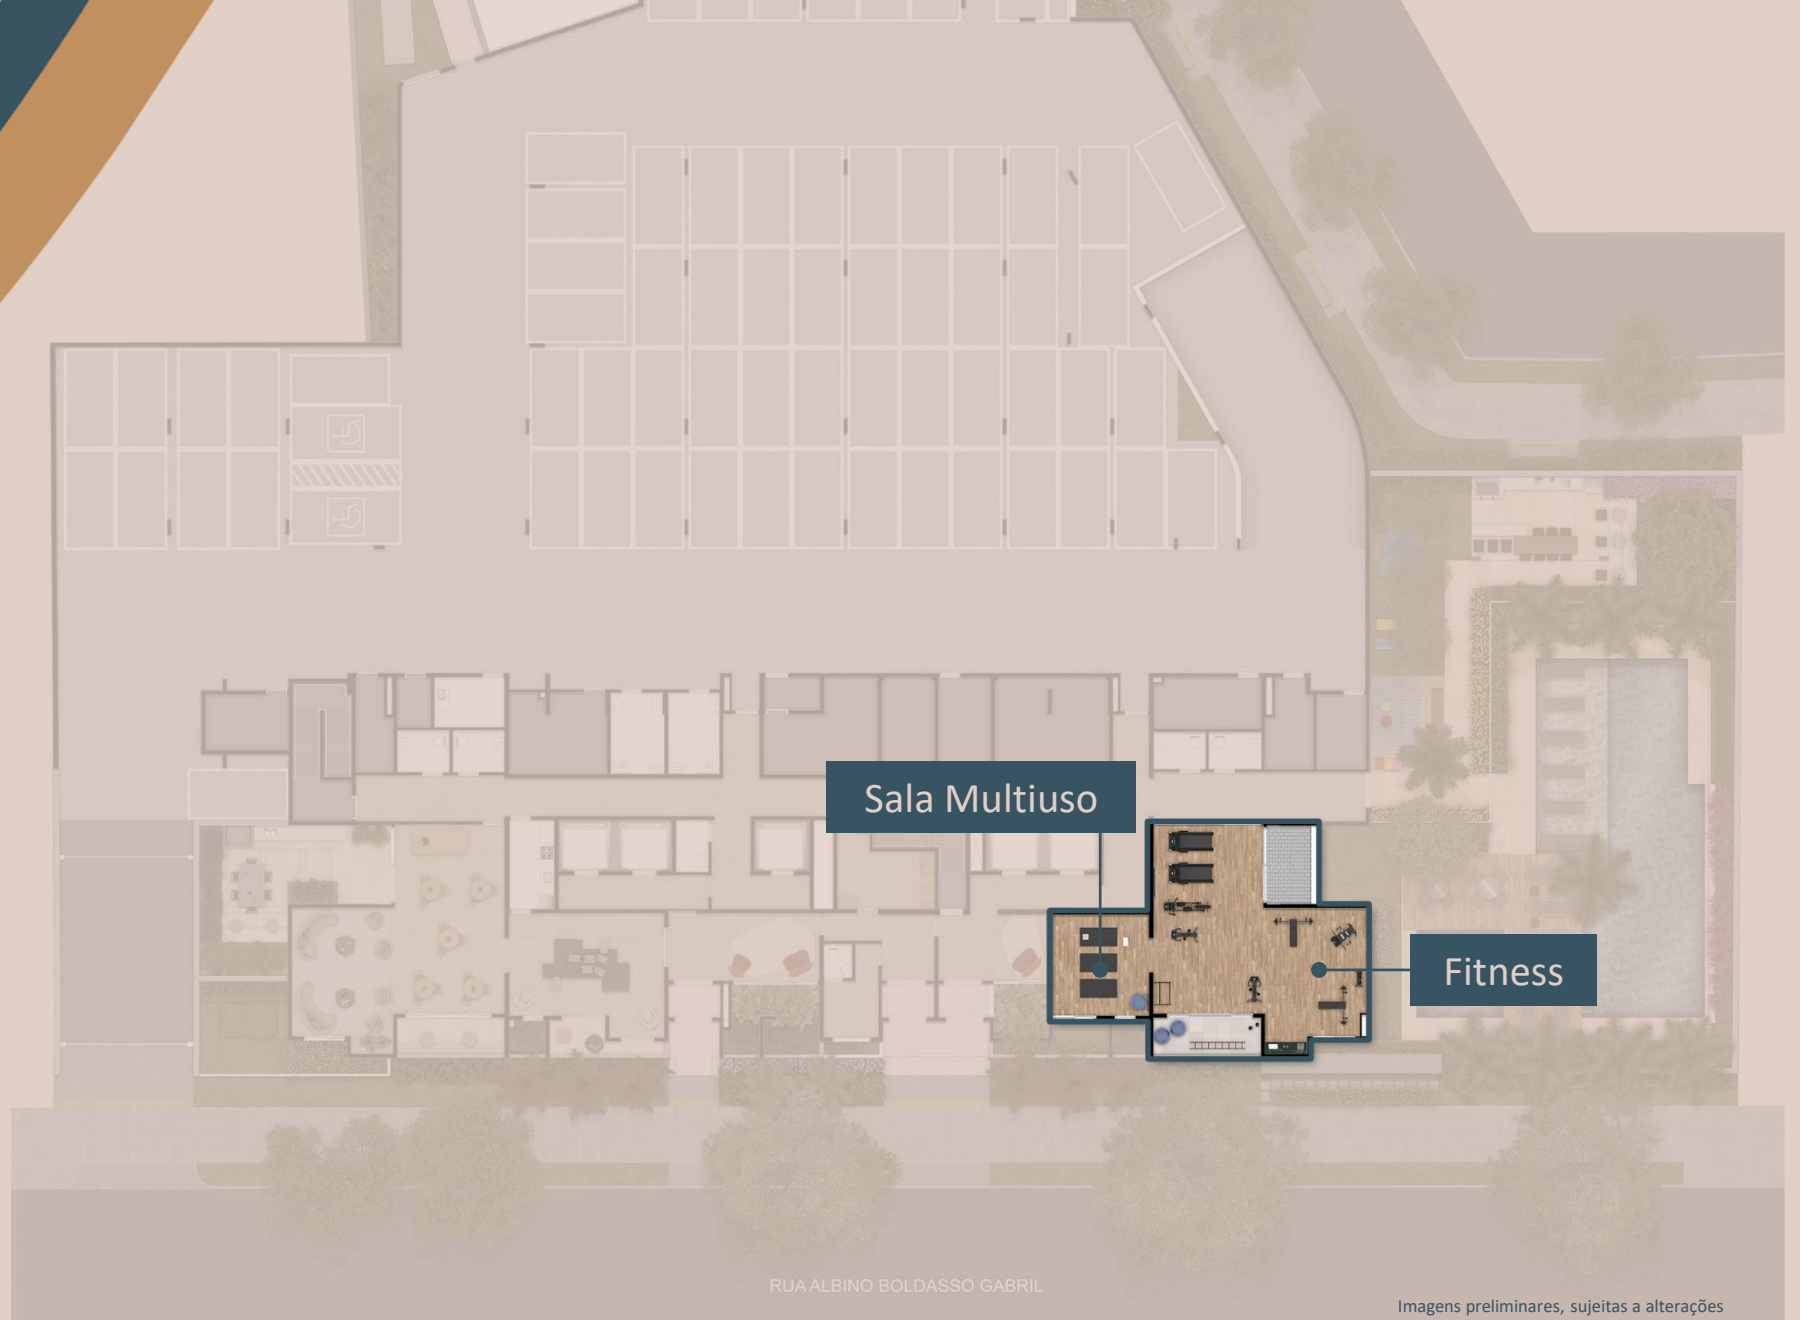 Sala Multiuso
Fitness
RUA ALBINO BOLDASSO GABRIL
Imagens preliminares, sujeitas a alterações